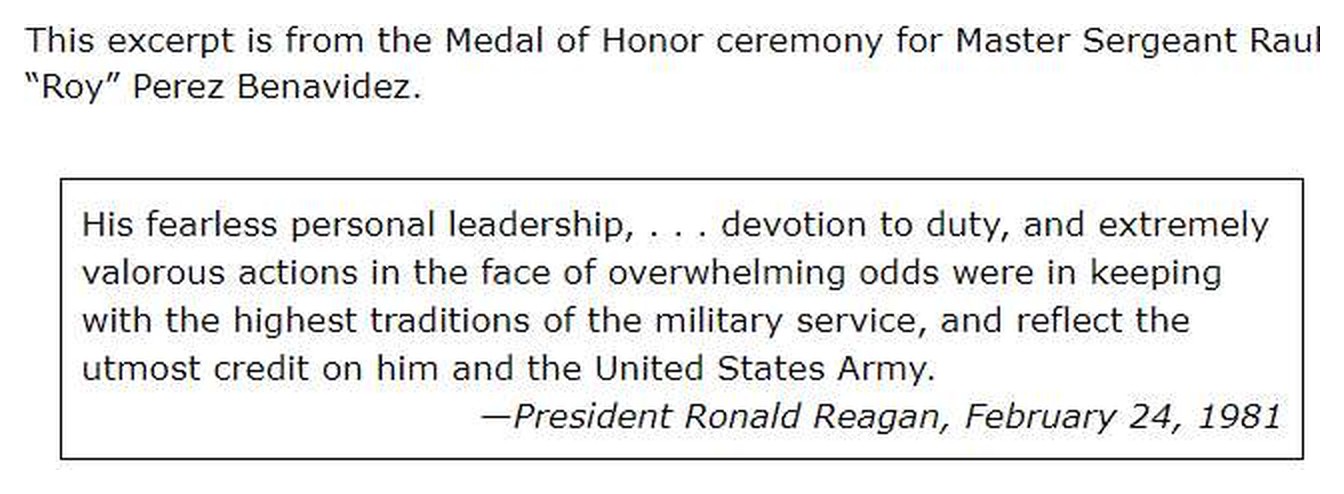 This excerpt is from the Medal of Honor ceremony for Master Sergeant Raul
“Roy” Perez Benavidez.
His fearless personal leadership, . . . devotion to duty, and extremely
valorous actions in the face of overwhelming odds were in keeping
with the highest traditions of the military service, and reflect the
utmost credit on him and the United States Army.
—President Ronald Reagan, February 24, 1981